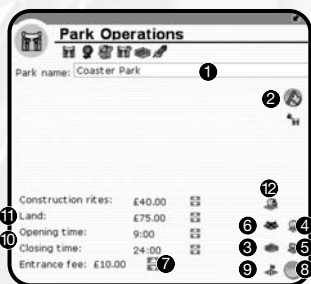 Park Operations
Park name: Coaster Park 1
2
12
Construction rites: £40.00
11 Land: £75.00 6 4
10 Opening time: 9:00 3 5
Closing time: 24:00
Entrance fee: £10.00 7 9 8